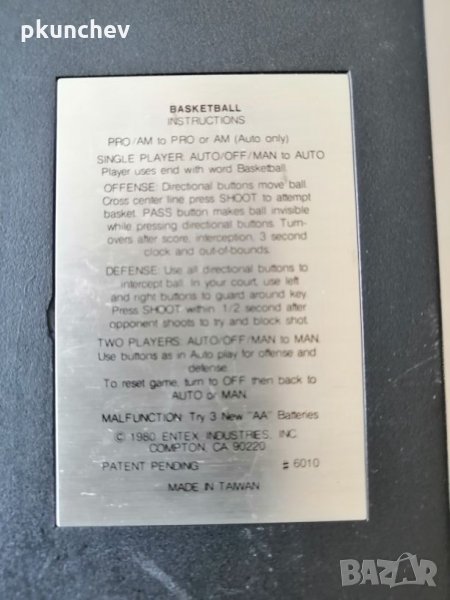 pkunchev
BASKETBALL
INSTRUCTIONS
PRO/AM to PRO or AM (Auto only)
SINGLE PLAYER: AUTO/OFF/MAN to AUTO
Player uses end with word Basketball.
OFFENSE: Directional buttons move ball.
Cross center line press SHOOT to attempt
basket. PASS button makes ball invisible
while pressing directional buttons. Turn-
overs after score, interception, 3 second
clock and out-of-bounds.
DEFENSE: Use all directional buttons to
intercept ball. In your court, use left
and right buttons to guard around key.
Press SHOOT within 1/2 second after
opponent shoots to try and block shot.
TWO PLAYERS: AUTO/OFF/MAN to MAN.
Use buttons as in Auto play for offense and
defense.
To reset game, turn to OFF then back to
AUTO or MAN.
MALFUNCTION: Try 3 New "AA" Batteries
© 1980 ENTEX INDUSTRIES, INC.
COMPTON, CA 90220
PATENT PENDING #6010
MADE IN TAIWAN
BAZAR.BG